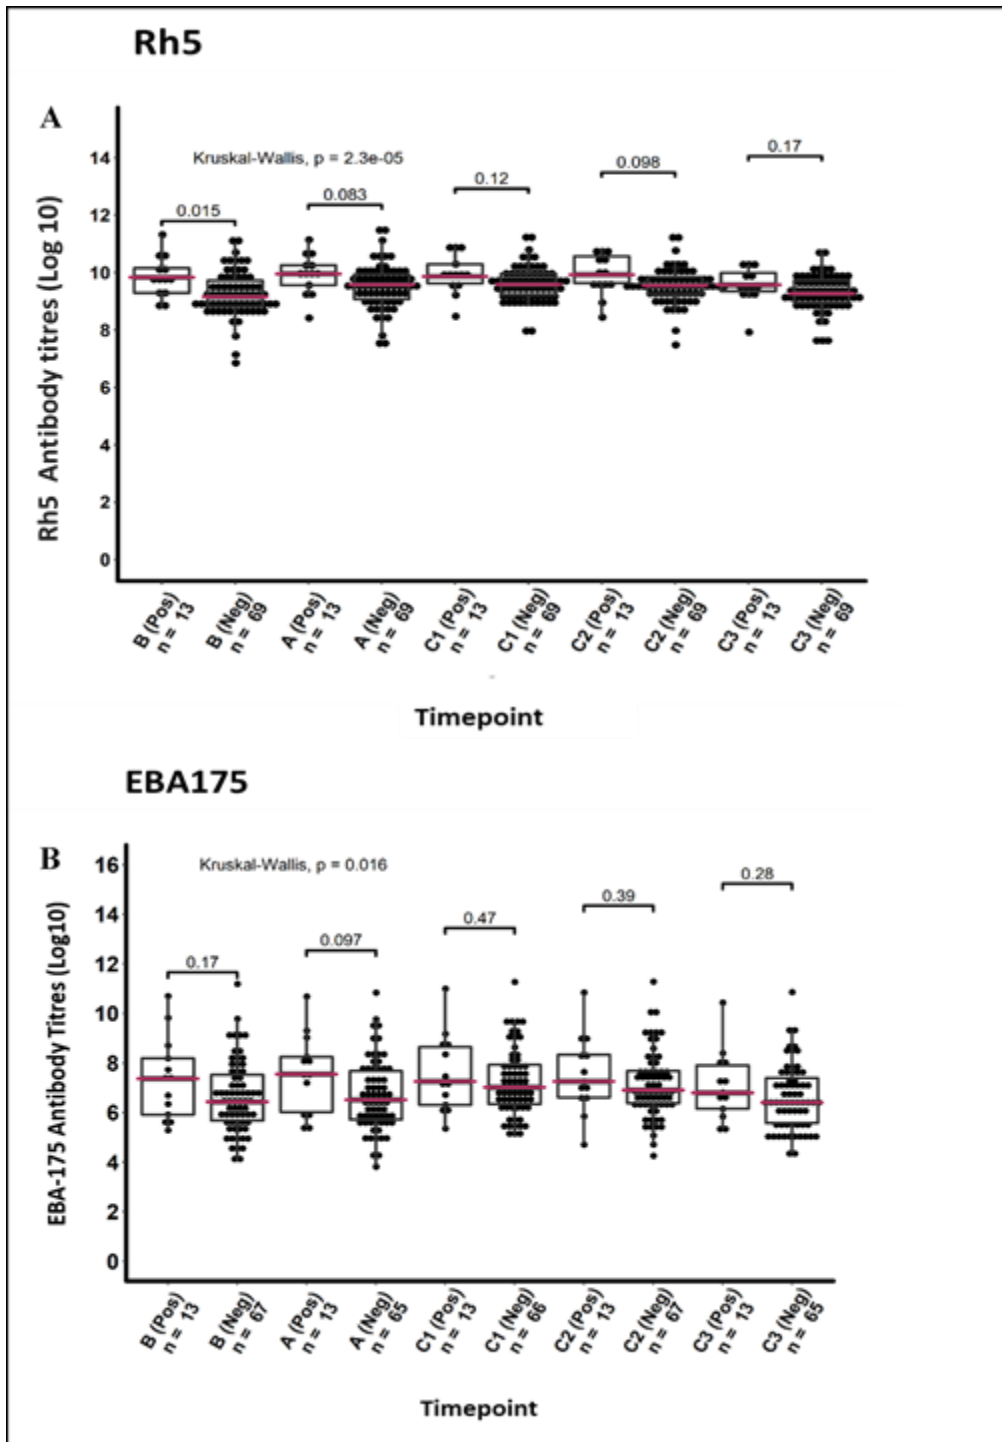 Rh5
A
Kruskal-Wallis, p = 2.3e-05
0.015
0.083
0.12
0.098
0.17
14
12
10
8
6
4
2
0
Rh5 Antibody titres (Log 10)
B (Pos)
n = 13
B (Neg)
n = 69
A (Pos)
n = 13
A (Neg)
n = 69
C1 (Pos)
n = 13
C1 (Neg)
n = 69
C2 (Pos)
n = 13
C2 (Neg)
n = 69
C3 (Pos)
n = 13
C3 (Neg)
n = 69
Timepoint
EBA175
B
Kruskal-Wallis, p = 0.016
0.17
0.097
0.47
0.39
0.28
16
14
12
10
8
6
4
2
0
EBA-175 Antibody Titres (Log10)
B (Pos)
n = 13
B (Neg)
n = 67
A (Pos)
n = 13
A (Neg)
n = 65
C1 (Pos)
n = 13
C1 (Neg)
n = 66
C2 (Pos)
n = 13
C2 (Neg)
n = 67
C3 (Pos)
n = 13
C3 (Neg)
n = 65
Timepoint